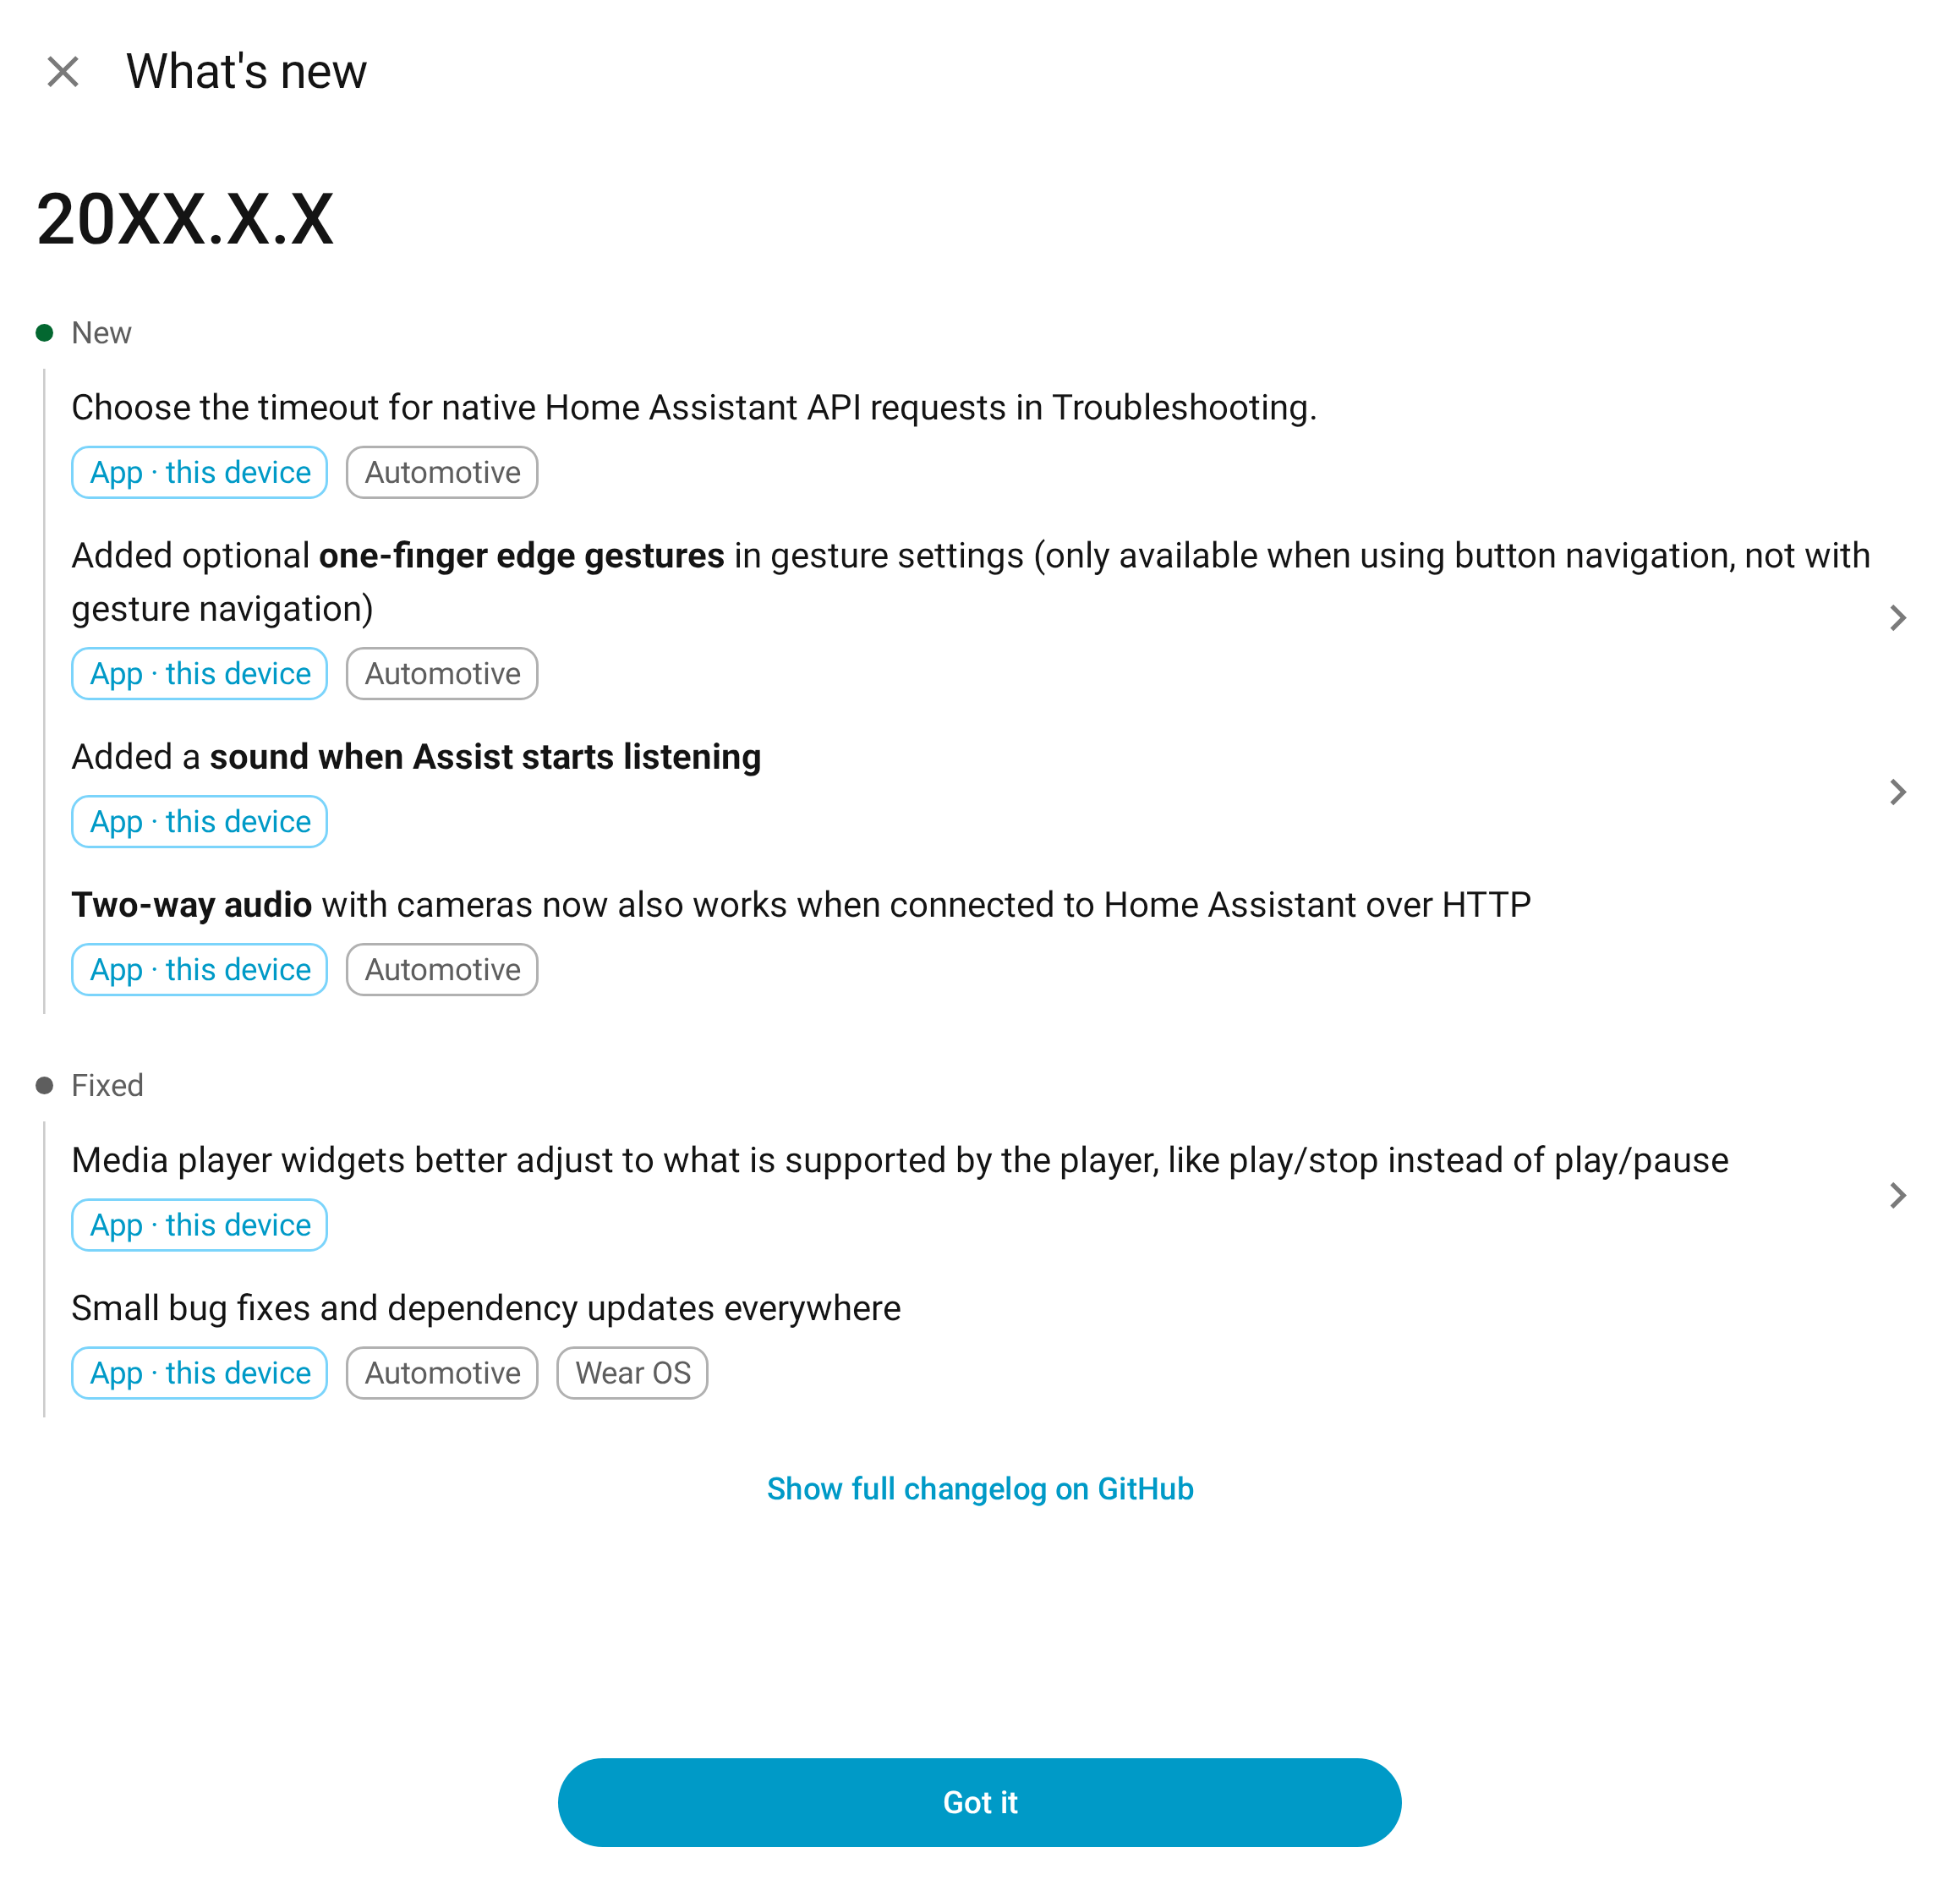 What's new
20XX.X.X
New
Choose the timeout for native Home Assistant API requests in Troubleshooting.
App · this device Automotive
Added optional one-finger edge gestures in gesture settings (only available when using button navigation, not with
gesture navigation)
App · this device Automotive
Added a sound when Assist starts listening
App · this device
Two-way audio with cameras now also works when connected to Home Assistant over HTTP
App · this device Automotive
Fixed
Media player widgets better adjust to what is supported by the player, like play/stop instead of play/pause
App · this device
Small bug fixes and dependency updates everywhere
App · this device Automotive Wear OS
Show full changelog on GitHub
Got it